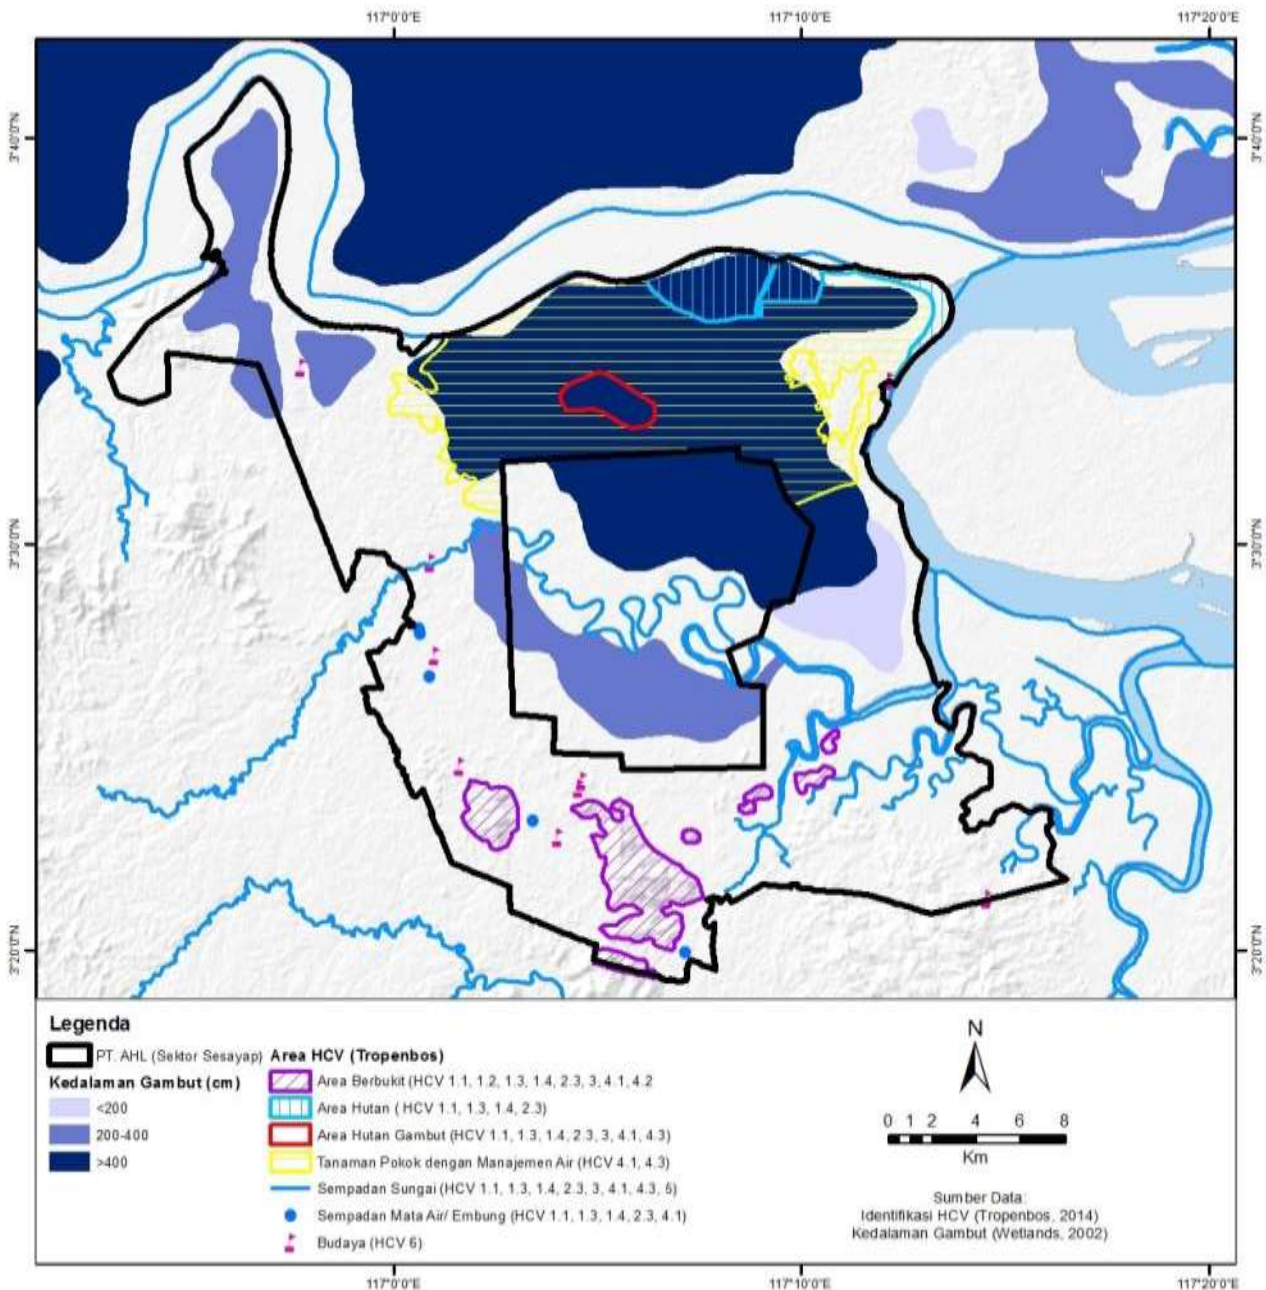 117°0'0"E
117°10'0"E
117°20'0"E
3°40'0"N
3°40'0"N
3°30'0"N
3°30'0"N
3°20'0"N
3°20'0"N
Legenda
PT. AHL (Sektor Sesayap)
Kedalaman Gambut (cm)
<200
200-400
>400
Area HCV (Tropenbos)
Area Berbukit (HCV 1.1, 1.2, 1.3, 1.4, 2.3, 3, 4.1, 4.2
Area Hutan ( HCV 1.1, 1.3, 1.4, 2.3)
Area Hutan Gambut (HCV 1.1, 1.3, 1.4, 2.3, 3, 4.1, 4.3)
Tanaman Pokok dengan Manajemen Air (HCV 4.1, 4.3)
Sempadan Sungai (HCV 1.1, 1.3, 1.4, 2.3, 3, 4.1, 4.3, 5)
Sempadan Mata Air/ Embung (HCV 1.1, 1.3, 1.4, 2.3, 4.1)
Budaya (HCV 6)
N
0 1 2 4 6 8
Km
Sumber Data:
Identifikasi HCV (Tropenbos, 2014)
Kedalaman Gambut (Wetlands, 2002)
117°0'0"E
117°10'0"E
117°20'0"E